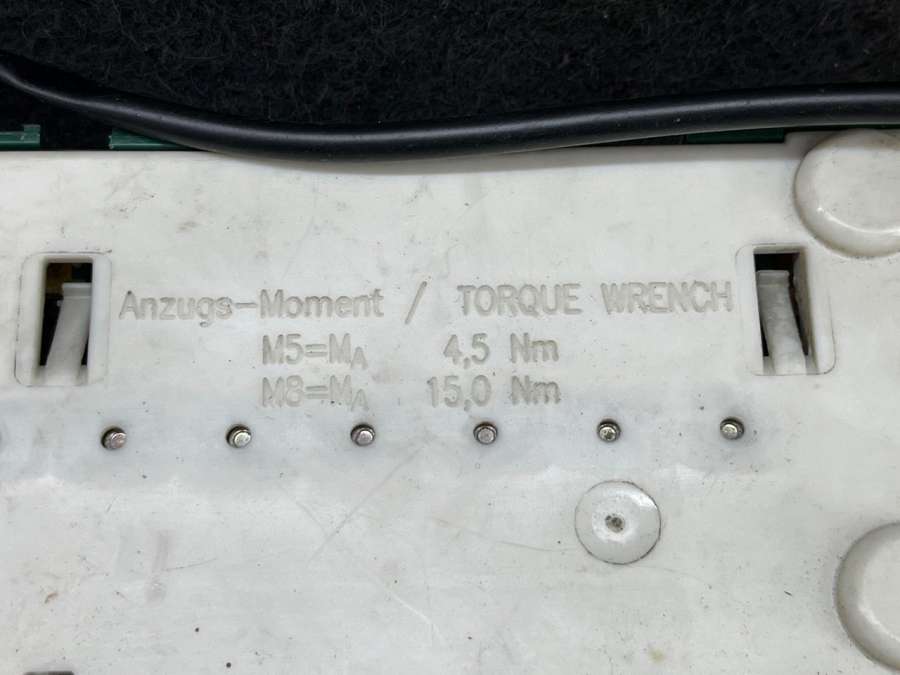 Anzugs-Moment / TORQUE WRENCH
M5=MA 4,5 Nm
M8=MA 15,0 Nm